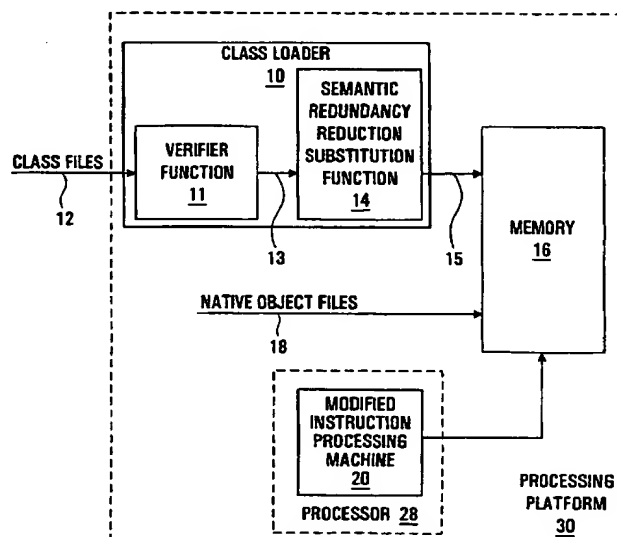 CLASS LOADER
10
SEMANTIC
REDUNDANCY
REDUCTION
SUBSTITUTION
FUNCTION
14
VERIFIER
FUNCTION
11
CLASS FILES
12
13
15
MEMORY
16
NATIVE OBJECT FILES
18
MODIFIED
INSTRUCTION
PROCESSING
MACHINE
20
PROCESSOR 28
PROCESSING
PLATFORM
30